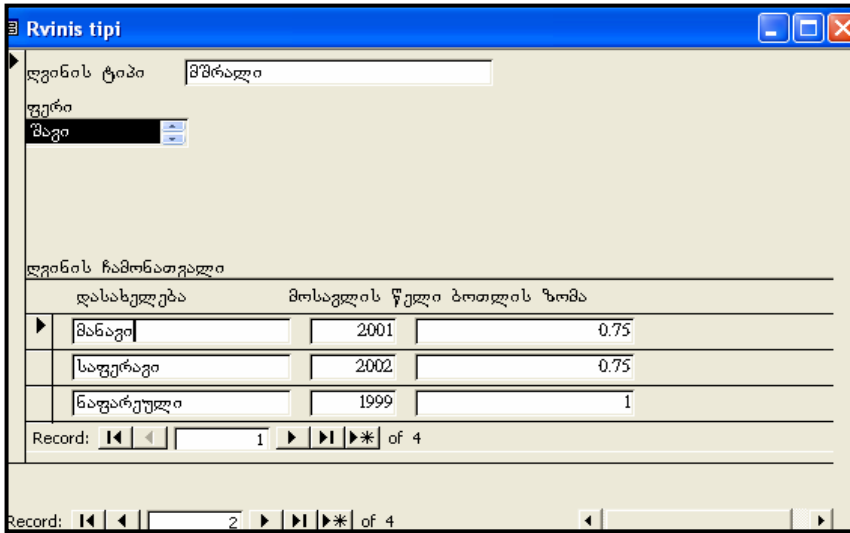 Rvinis tipi
ღვინის ტიპი მშრალი
ფერი
შავი
ღვინის ჩამონათვალი
დასახელება მოსავლის წელი ბოთლის ზომა
მანავი 2001 0.75
საფერავი 2002 0.75
ნაფარეული 1999 1
Record: 1 of 4
Record: 2 of 4